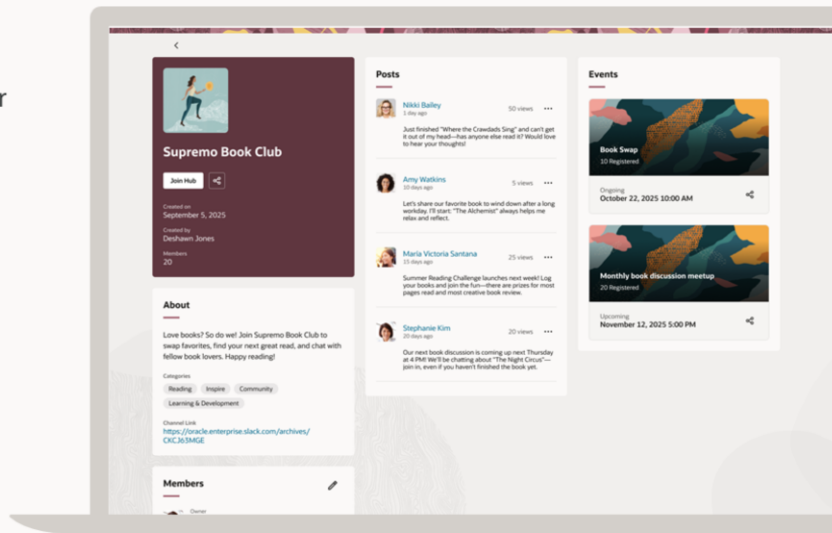 r
Supremo Book Club
Join Hub
Created on
September 5, 2025
Created by
Deshawn Jones
Members
20
About
Love books? So do we! Join Supremo Book Club to
swap favorites, find your next great read, and chat with
fellow book lovers. Happy reading!
Categories
Reading
Inspire
Community
Learning & Development
Channel Link
https://oracle.enterprise.slack.com/archives/
CKCJ65MGE
Members
Owner
Posts
Nikki Bailey
50 views
1 day ago
Just finished "Where the Crawdads Sing" and can't get
it out of my head—has anyone else read it? Would love
to hear your thoughts!
Amy Watkins
5 views
10 days ago
Let's share our favorite book to wind down after a long
workday. I'll start: "The Alchemist" always helps me
relax and reflect.
Maria Victoria Santana
25 views
15 days ago
Summer Reading Challenge launches next week! Log
your books and join the fun—there are prizes for most
pages read and most creative book review.
Stephanie Kim
20 views
20 days ago
Our next book discussion is coming up next Thursday
at 4 PM! We'll be chatting about "The Night Circus"—
join in, even if you haven't finished the book yet.
Events
Book Swap
10 Registered
Ongoing
October 22, 2025 10:00 AM
Monthly book discussion meetup
20 Registered
Upcoming
November 12, 2025 5:00 PM